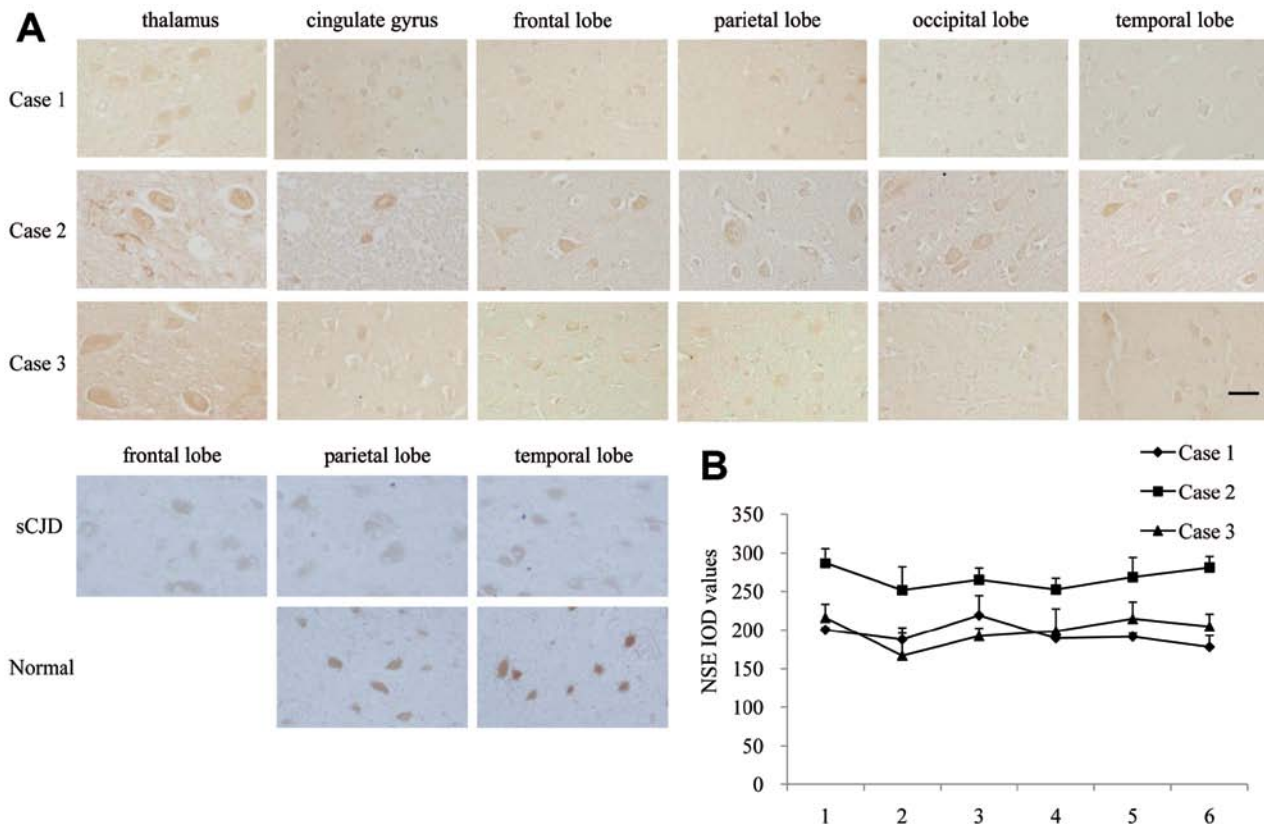 A
thalamus cingulate gyrus frontal lobe parietal lobe occipital lobe temporal lobe
Case 1
Case 2
Case 3
frontal lobe parietal lobe temporal lobe
sCJD
Normal
B
Case 1
Case 2
Case 3
NSE IOD values
350
300
250
200
150
100
50
0
1 2 3 4 5 6